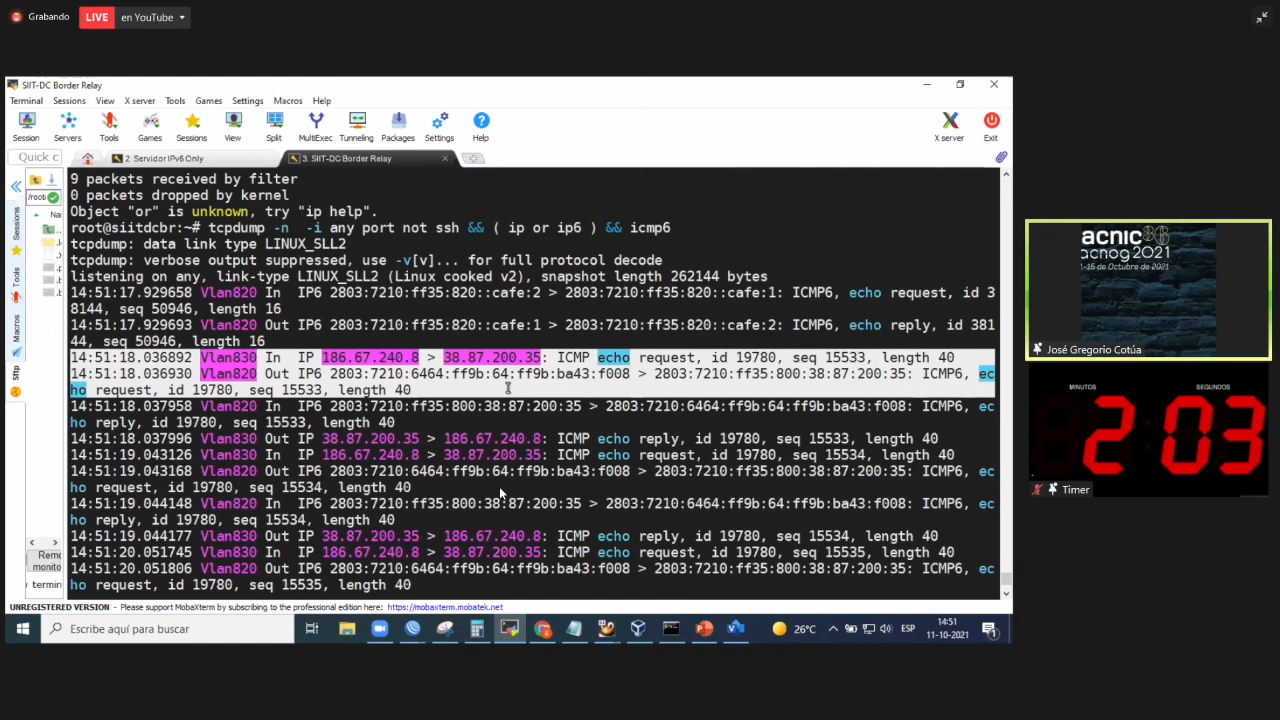 Grabando
LIVE
en YouTube
SIIT-DC Border Relay
Terminal Sessions View X server Tools Games Settings Macros Help
Session Servers Tools Games Sessions View Split MultiExec Tunneling Packages Settings Help X server Exit
Quick c
2. Servidor IPv6 Only
3. SIIT-DC Border Relay
/root/
Na
Sessions
Tools
Macros
Sftp
Remo
monito
termin
9 packets received by filter
0 packets dropped by kernel
Object "or" is unknown, try "ip help".
root@siitdcbr:~# tcpdump -n  -i any port not ssh && ( ip or ip6 ) && icmp6
tcpdump: data link type LINUX_SLL2
tcpdump: verbose output suppressed, use -v[v]... for full protocol decode
listening on any, link-type LINUX_SLL2 (Linux cooked v2), snapshot length 262144 bytes
14:51:17.929658 Vlan820 In  IP6 2803:7210:ff35:820::cafe:2 > 2803:7210:ff35:820::cafe:1: ICMP6, echo request, id 3
8144, seq 50946, length 16
14:51:17.929693 Vlan820 Out IP6 2803:7210:ff35:820::cafe:1 > 2803:7210:ff35:820::cafe:2: ICMP6, echo reply, id 381
44, seq 50946, length 16
14:51:18.036892 Vlan830 In  IP 186.67.240.8 > 38.87.200.35: ICMP echo request, id 19780, seq 15533, length 40
14:51:18.036930 Vlan820 Out IP6 2803:7210:6464:ff9b:64:ff9b:ba43:f008 > 2803:7210:ff35:800:38:87:200:35: ICMP6, ec
ho request, id 19780, seq 15533, length 40
14:51:18.037958 Vlan820 In  IP6 2803:7210:ff35:800:38:87:200:35 > 2803:7210:6464:ff9b:64:ff9b:ba43:f008: ICMP6, ec
ho reply, id 19780, seq 15533, length 40
14:51:18.037996 Vlan830 Out IP 38.87.200.35 > 186.67.240.8: ICMP echo reply, id 19780, seq 15533, length 40
14:51:19.043126 Vlan830 In  IP 186.67.240.8 > 38.87.200.35: ICMP echo request, id 19780, seq 15534, length 40
14:51:19.043168 Vlan820 Out IP6 2803:7210:6464:ff9b:64:ff9b:ba43:f008 > 2803:7210:ff35:800:38:87:200:35: ICMP6, ec
ho request, id 19780, seq 15534, length 40
14:51:19.044148 Vlan820 In  IP6 2803:7210:ff35:800:38:87:200:35 > 2803:7210:6464:ff9b:64:ff9b:ba43:f008: ICMP6, ec
ho reply, id 19780, seq 15534, length 40
14:51:19.044177 Vlan830 Out IP 38.87.200.35 > 186.67.240.8: ICMP echo reply, id 19780, seq 15534, length 40
14:51:20.051745 Vlan830 In  IP 186.67.240.8 > 38.87.200.35: ICMP echo request, id 19780, seq 15535, length 40
14:51:20.051806 Vlan820 Out IP6 2803:7210:6464:ff9b:64:ff9b:ba43:f008 > 2803:7210:ff35:800:38:87:200:35: ICMP6, ec
ho request, id 19780, seq 15535, length 40
UNREGISTERED VERSION - Please support MobaXterm by subscribing to the professional edition here: https://mobaxterm.mobatek.net
Escribe aquí para buscar
26°C
ESP
14:51
11-10-2021
1
acnic 36
acnog 2021
1-15 de Octubre de 2021
José Gregorio Cotúa
MINUTOS SEGUNDOS
2 03
Timer